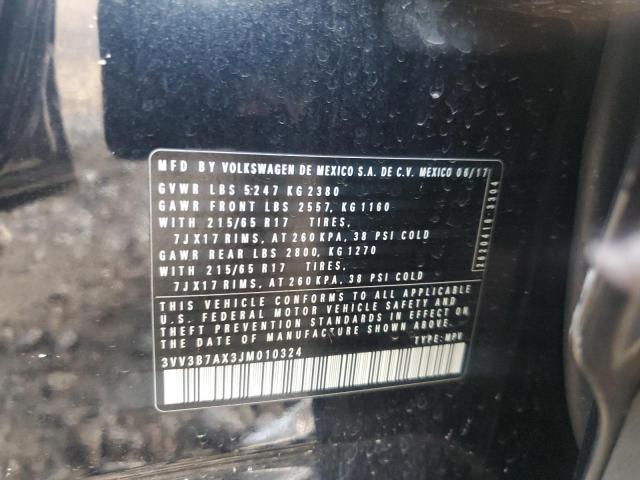 MFD BY VOLKSWAGEN DE MEXICO S.A. DE C.V. MEXICO 06/17
GVWR LBS 5247 KG 2380
GAWR FRONT LBS 2557, KG 1160
WITH 215/65 R17 TIRES,
7JX17 RIMS, AT 260 KPA, 38 PSI COLD
GAWR REAR LBS 2800, KG 1270
WITH 215/65 R17 TIRES,
7JX17 RIMS, AT 260 KPA, 38 PSI COLD
THIS VEHICLE CONFORMS TO ALL APPLICABLE
U.S. FEDERAL MOTOR VEHICLE SAFETY AND
THEFT PREVENTION STANDARDS IN EFFECT ON
THE DATE OF MANUFACTURE SHOWN ABOVE.
3VV3B7AX3JM010324 TYPE: MPV